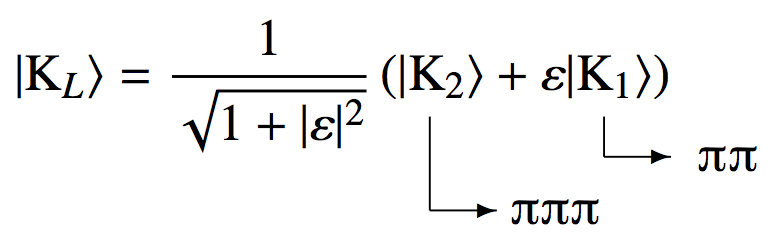 |K_L⟩ = 1/√(1 + |ε|²) (|K₂⟩ + ε|K₁⟩)
ππ
πππ